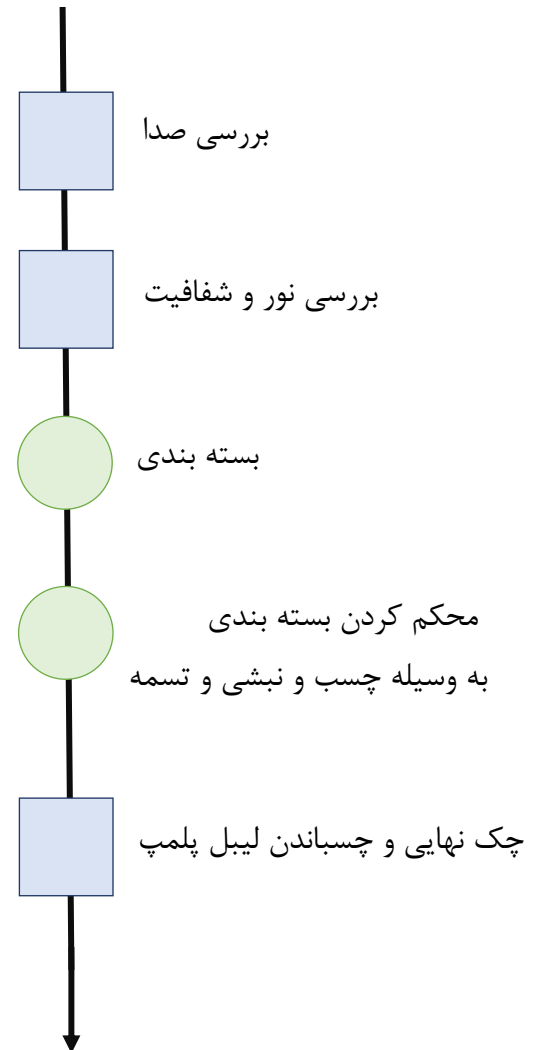 بررسی صدا
بررسی نور و شفافیت
بسته بندی
محکم کردن بسته بندی
به وسیله چسب و نبشی و تسمه
چک نهایی و چسباندن لیبل پلمپ